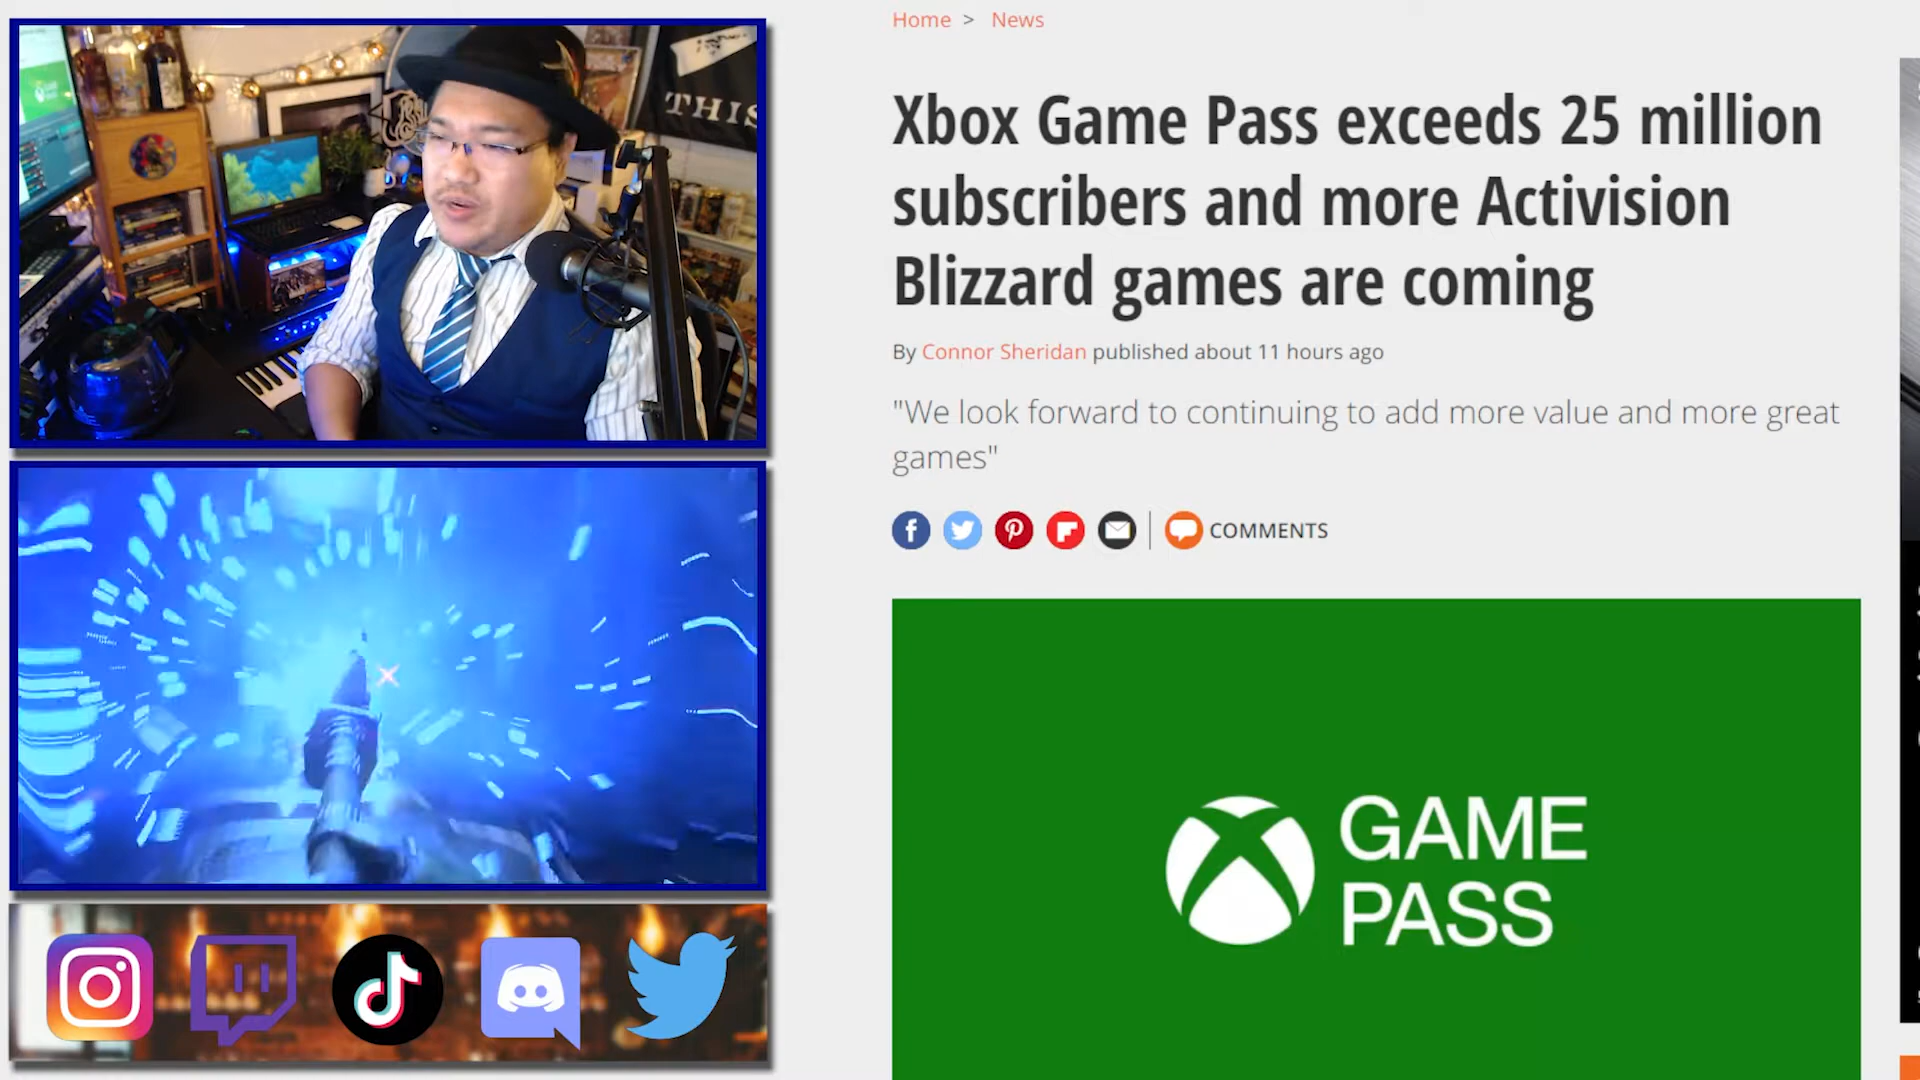 THIS
Home > News
Xbox Game Pass exceeds 25 million
subscribers and more Activision
Blizzard games are coming
By Connor Sheridan published about 11 hours ago
"We look forward to continuing to add more value and more great
games"
COMMENTS
GAME
PASS